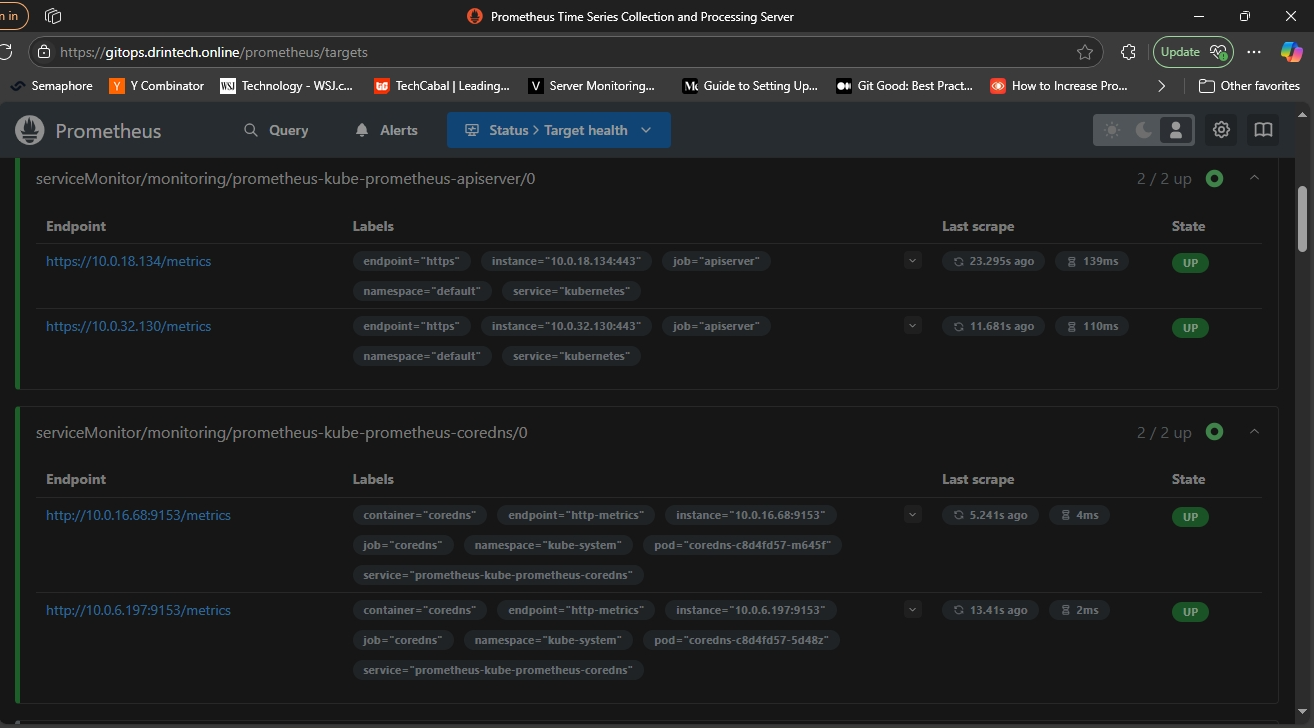 n in
Prometheus Time Series Collection and Processing Server
https://gitops.drintech.online/prometheus/targets
Update
Semaphore Y Combinator WSJ Technology - WSJ.c... TC TechCabal | Leading... V Server Monitoring... Guide to Setting Up... Git Good: Best Pract... How to Increase Pro... Other favorites
Prometheus Query Alerts Status > Target health
serviceMonitor/monitoring/prometheus-kube-prometheus-apiserver/0 2 / 2 up
Endpoint Labels Last scrape State
https://10.0.18.134/metrics endpoint="https" instance="10.0.18.134:443" job="apiserver" 23.295s ago 139ms UP
namespace="default" service="kubernetes"
https://10.0.32.130/metrics endpoint="https" instance="10.0.32.130:443" job="apiserver" 11.681s ago 110ms UP
namespace="default" service="kubernetes"
serviceMonitor/monitoring/prometheus-kube-prometheus-coredns/0 2 / 2 up
Endpoint Labels Last scrape State
http://10.0.16.68:9153/metrics container="coredns" endpoint="http-metrics" instance="10.0.16.68:9153" 5.241s ago 4ms UP
job="coredns" namespace="kube-system" pod="coredns-c8d4fd57-m645f"
service="prometheus-kube-prometheus-coredns"
http://10.0.6.197:9153/metrics container="coredns" endpoint="http-metrics" instance="10.0.6.197:9153" 13.41s ago 2ms UP
job="coredns" namespace="kube-system" pod="coredns-c8d4fd57-5d48z"
service="prometheus-kube-prometheus-coredns"